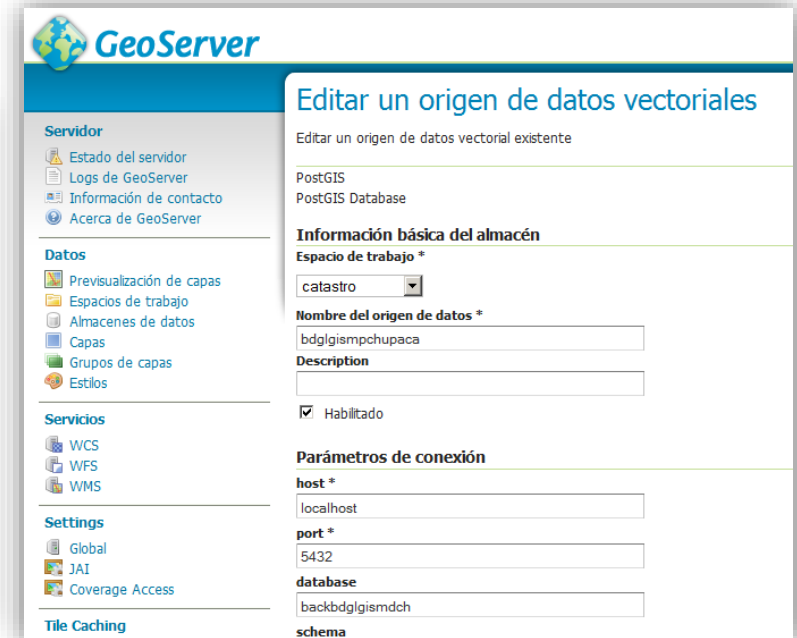 GeoServer
Servidor
Estado del servidor
Logs de GeoServer
Información de contacto
Acerca de GeoServer
Datos
Previsualización de capas
Espacios de trabajo
Almacenes de datos
Capas
Grupos de capas
Estilos
Servicios
WCS
WFS
WMS
Settings
Global
JAI
Coverage Access
Tile Caching
Editar un origen de datos vectoriales
Editar un origen de datos vectorial existente
PostGIS
PostGIS Database
Información básica del almacén
Espacio de trabajo *
catastro
Nombre del origen de datos *
bdglgismpchupaca
Description
Habilitado
Parámetros de conexión
host *
localhost
port *
5432
database
backbdglgismdch
schema